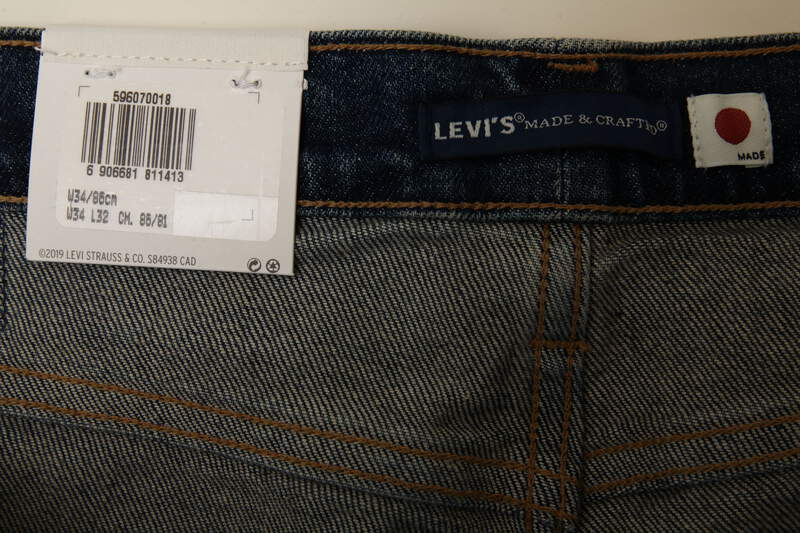 596070018
6 906681 811413
W34/86cm
W34 L32 CM. 86/81
©2019 LEVI STRAUSS & CO. S84938 CAD
LEVI'S® MADE & CRAFTED®
MADE